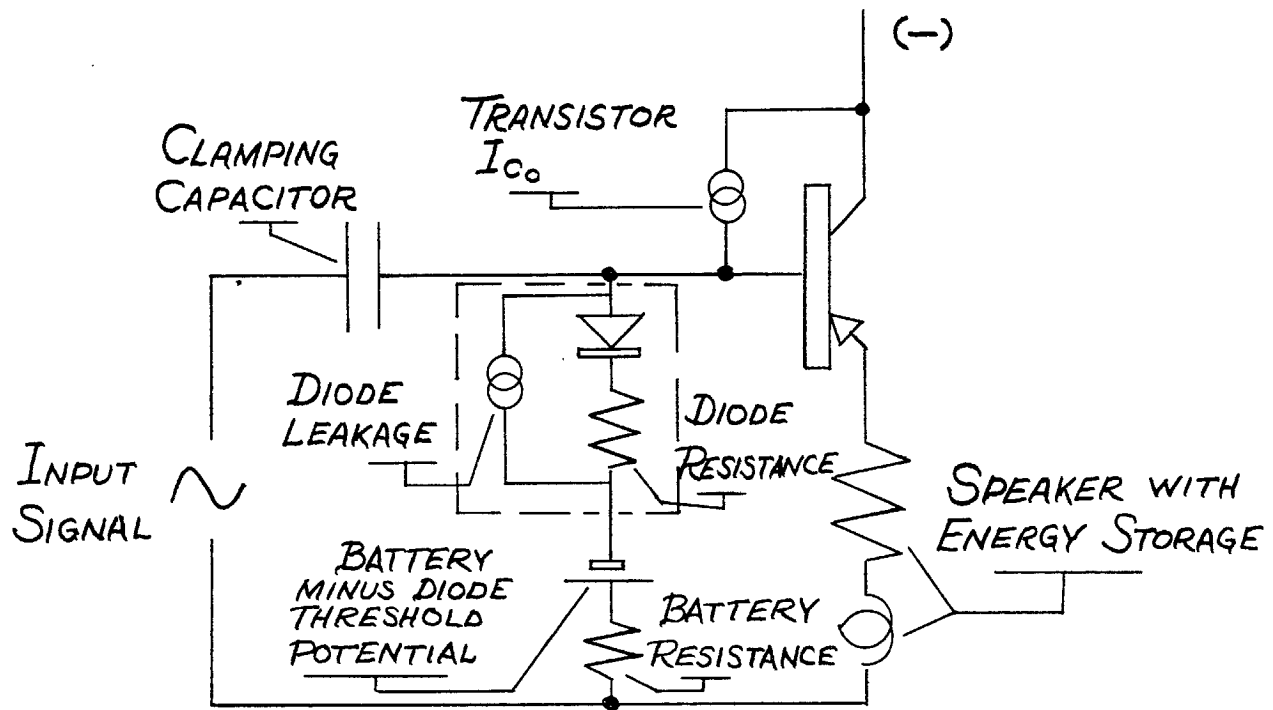 (−)
TRANSISTOR
Ico
CLAMPING
CAPACITOR
DIODE
LEAKAGE
DIODE
RESISTANCE
INPUT
SIGNAL
SPEAKER WITH
ENERGY STORAGE
BATTERY
MINUS DIODE
THRESHOLD
POTENTIAL
BATTERY
RESISTANCE